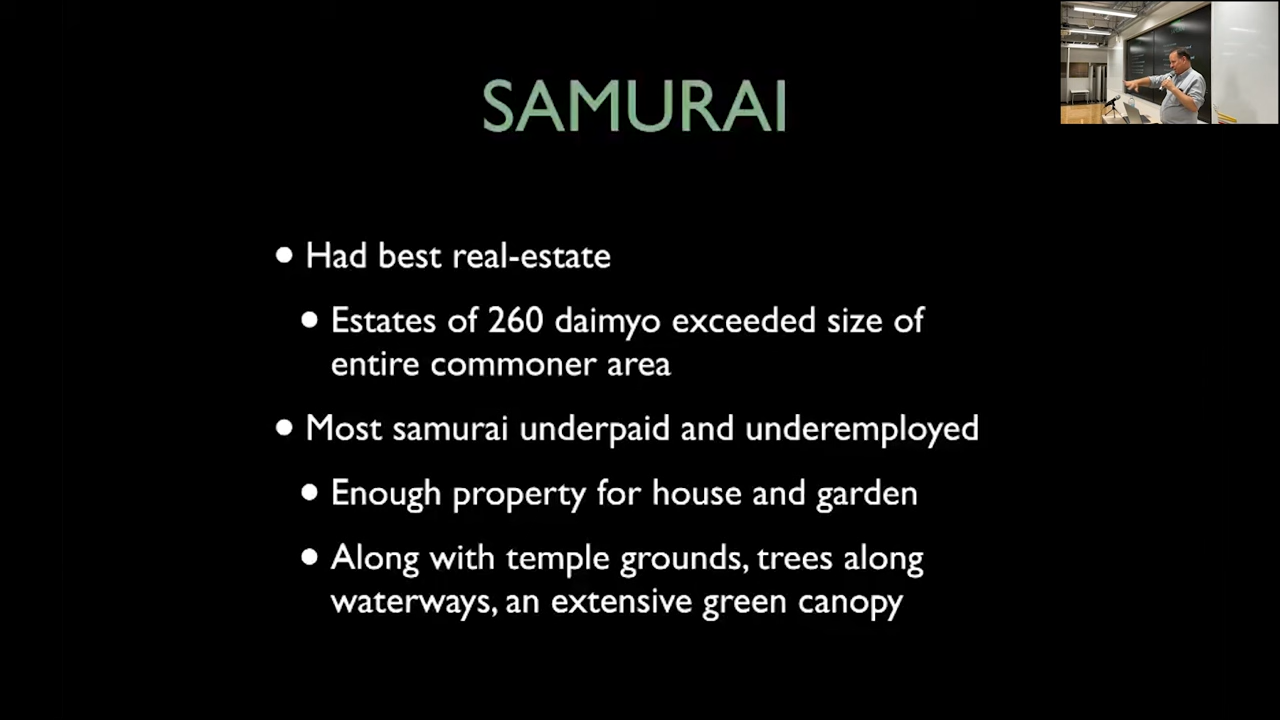 SAMURAI
• Had best real-estate
• Estates of 260 daimyo exceeded size of
entire commoner area
• Most samurai underpaid and underemployed
• Enough property for house and garden
• Along with temple grounds, trees along
waterways, an extensive green canopy